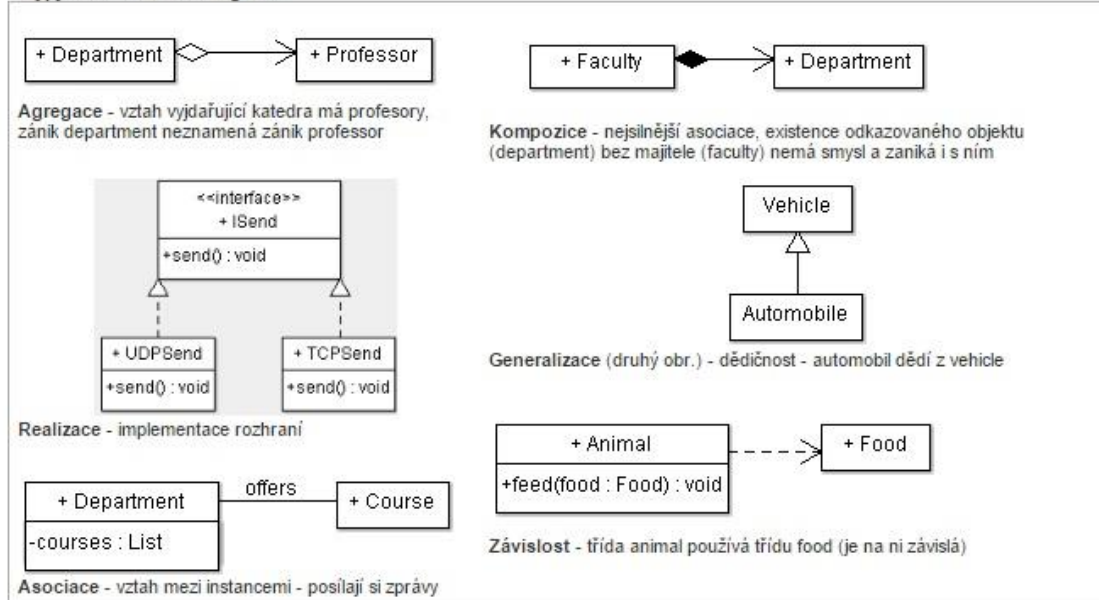 + Department
+ Professor
Agregace - vztah vyjdařující katedra má profesory,
zánik department neznamená zánik professor
+ Faculty
+ Department
Kompozice - nejsilnější asociace, existence odkazovaného objektu
(department) bez majitele (faculty) nemá smysl a zaniká i s ním
<<interface>>
+ ISend
+send() : void
+ UDPSend
+send() : void
+ TCPSend
+send() : void
Realizace - implementace rozhraní
Vehicle
Automobile
Generalizace (druhý obr.) - dědičnost - automobil dědí z vehicle
+ Department
-courses : List
offers
+ Course
Asociace - vztah mezi instancemi - posílají si zprávy
+ Animal
+feed(food : Food) : void
+ Food
Závislost - třída animal používá třídu food (je na ni závislá)